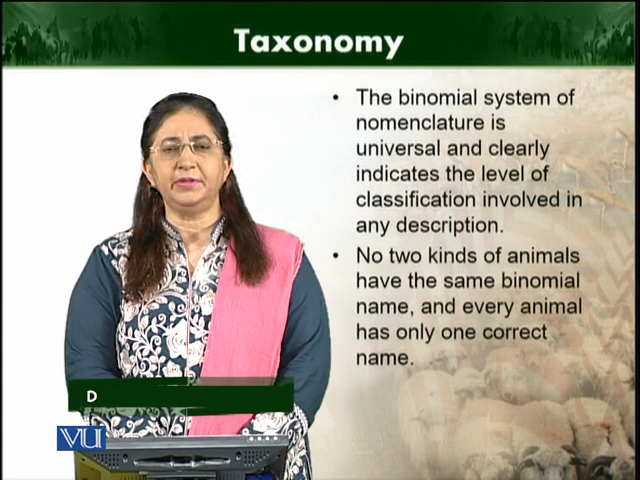 Taxonomy
• The binomial system of
nomenclature is
universal and clearly
indicates the level of
classification involved in
any description.
• No two kinds of animals
have the same binomial
name, and every animal
has only one correct
name.
D
VU